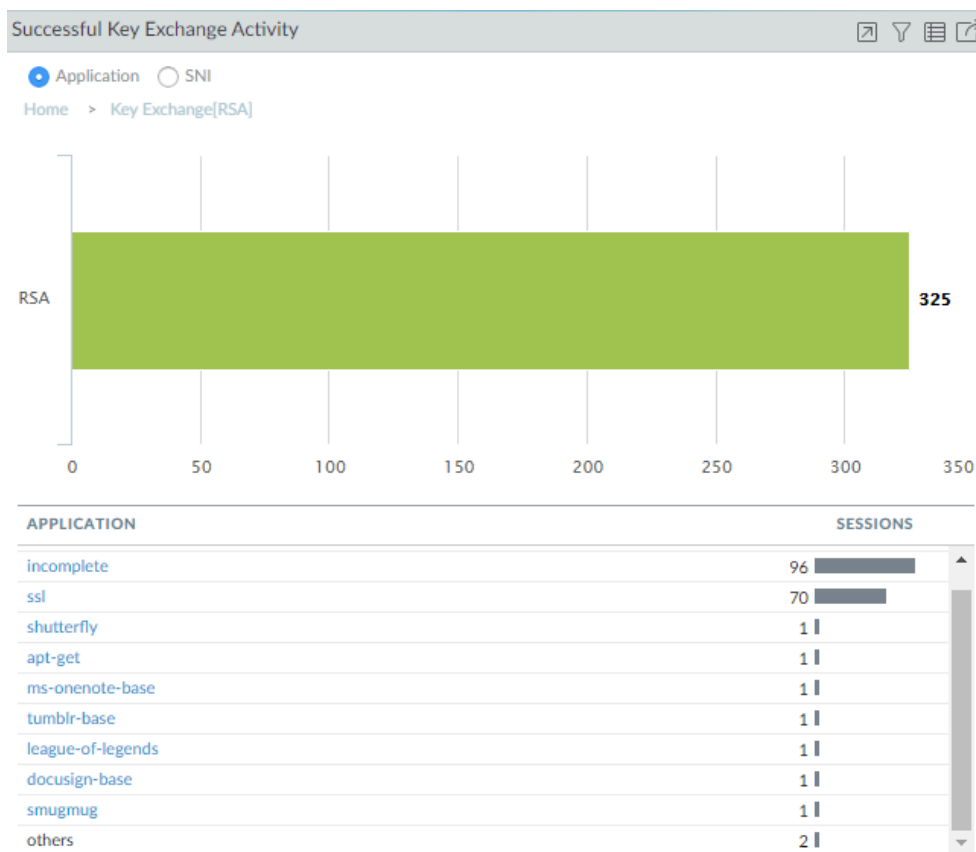 Successful Key Exchange Activity
Application SNI
Home > Key Exchange[RSA]
RSA 325
0 50 100 150 200 250 300 350
APPLICATION SESSIONS
incomplete 96
ssl 70
shutterfly 1
apt-get 1
ms-onenote-base 1
tumblr-base 1
league-of-legends 1
docusign-base 1
smugmug 1
others 2